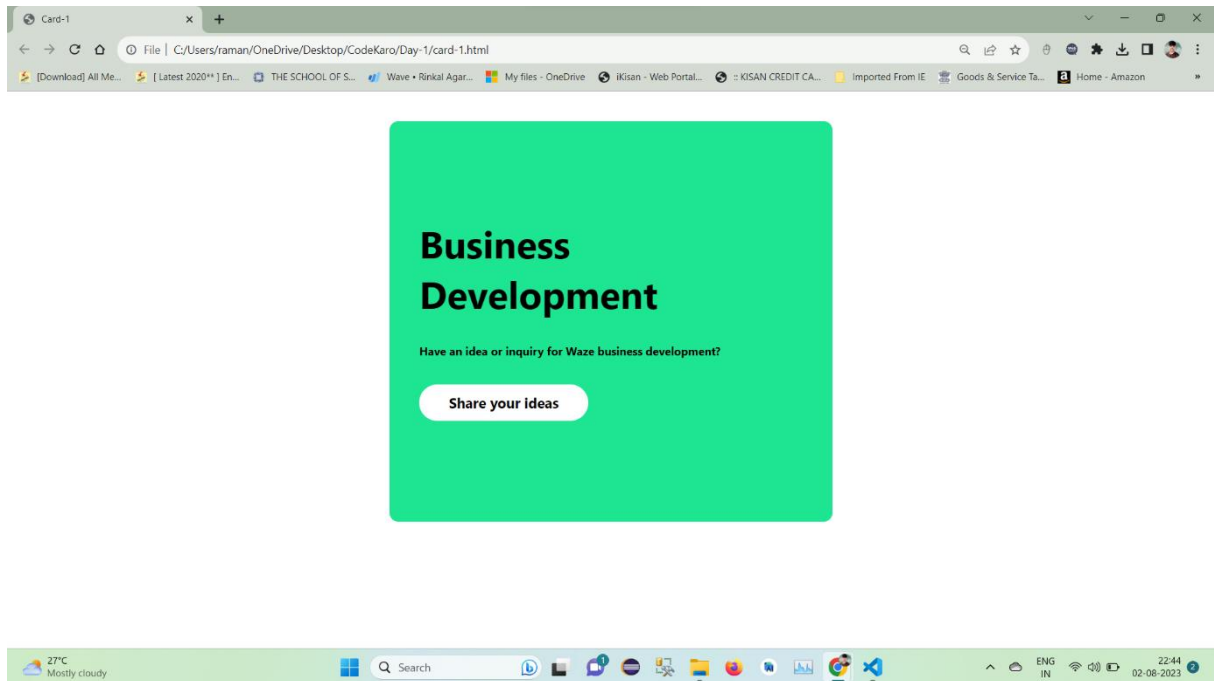 Card-1
File C:/Users/raman/OneDrive/Desktop/CodeKaro/Day-1/card-1.html
[Download] All Me... [ Latest 2020** ] En... THE SCHOOL OF S... Wave • Rinkal Agar... My files - OneDrive iKisan - Web Portal... :: KISAN CREDIT CA... Imported From IE Goods & Service Ta... Home - Amazon
Business
Development
Have an idea or inquiry for Waze business development?
Share your ideas
27°C
Mostly cloudy
Search
ENG
IN
22:44
02-08-2023
2